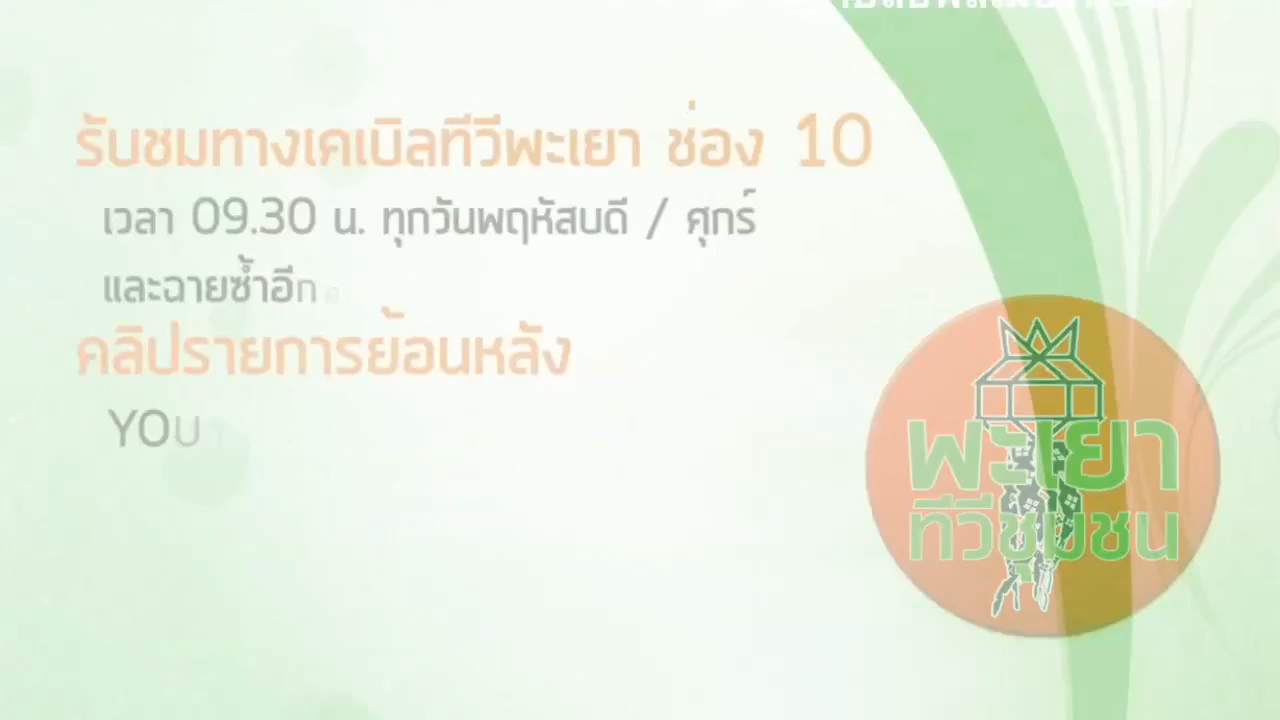 รับชมทางเคเบิลทีวีพะเยา ช่อง 10
เวลา 09.30 น. ทุกวันพฤหัสบดี / ศุกร์
และฉายซ้ำอีก
คลิปรายการย้อนหลัง
YOU
พะเยา
ทีวีชุมชน